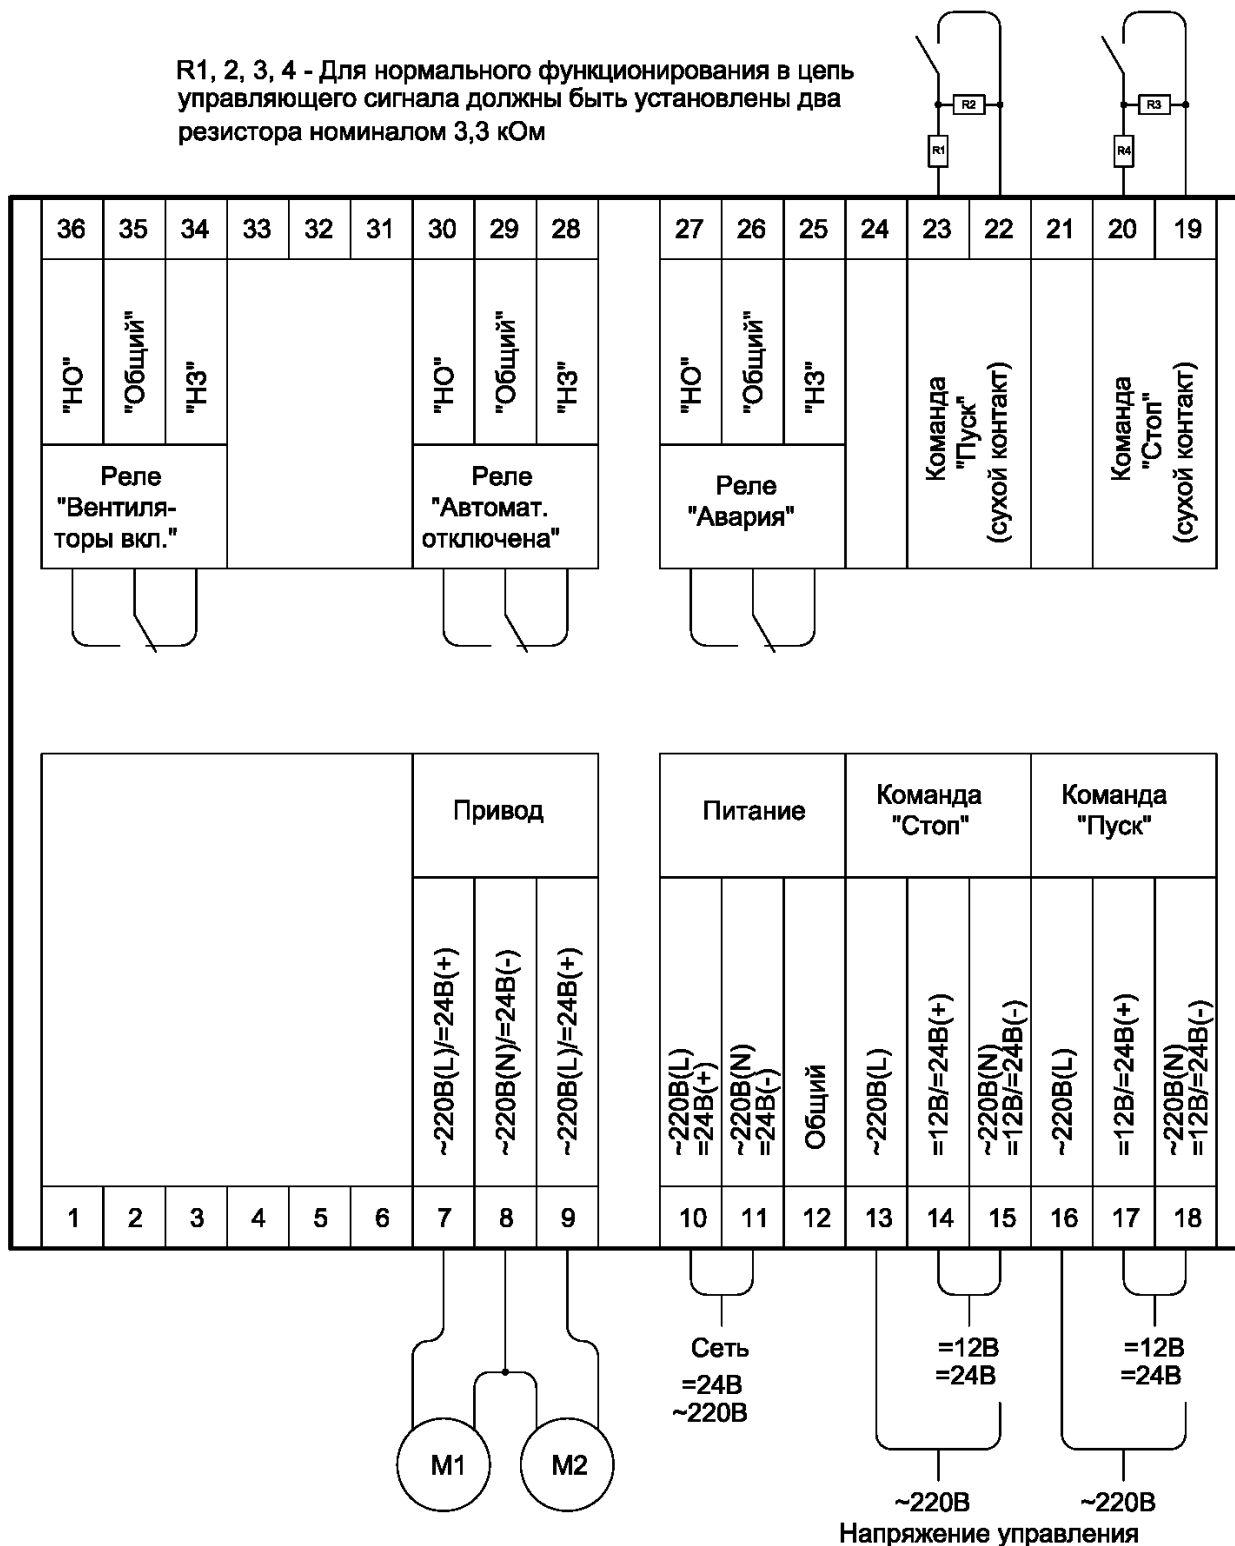 R1, 2, 3, 4 - Для нормального функционирования в цепь
управляющего сигнала должны быть установлены два
резистора номиналом 3,3 кОм
R2
R3
R1
R4
36 35 34 33 32 31 30 29 28 27 26 25 24 23 22 21 20 19
"НО"
"Общий"
"НЗ"
"НО"
"Общий"
"НЗ"
"НО"
"Общий"
"НЗ"
Команда
"Пуск"
(сухой контакт)
Команда
"Стоп"
(сухой контакт)
Реле
"Вентиля-
торы вкл."
Реле
"Автомат.
отключена"
Реле
"Авария"
Привод
Питание
Команда
"Стоп"
Команда
"Пуск"
~220В(L)/=24В(+)
~220В(N)/=24В(-)
~220В(L)/=24В(+)
~220В(L)
=24В(+)
~220В(N)
=24В(-)
Общий
~220В(L)
=12В/=24В(+)
~220В(N)
=12В/=24В(-)
~220В(L)
=12В/=24В(+)
~220В(N)
=12В/=24В(-)
1 2 3 4 5 6 7 8 9 10 11 12 13 14 15 16 17 18
М1
М2
Сеть
=24В
~220В
=12В
=24В
=12В
=24В
~220В
~220В
Напряжение управления